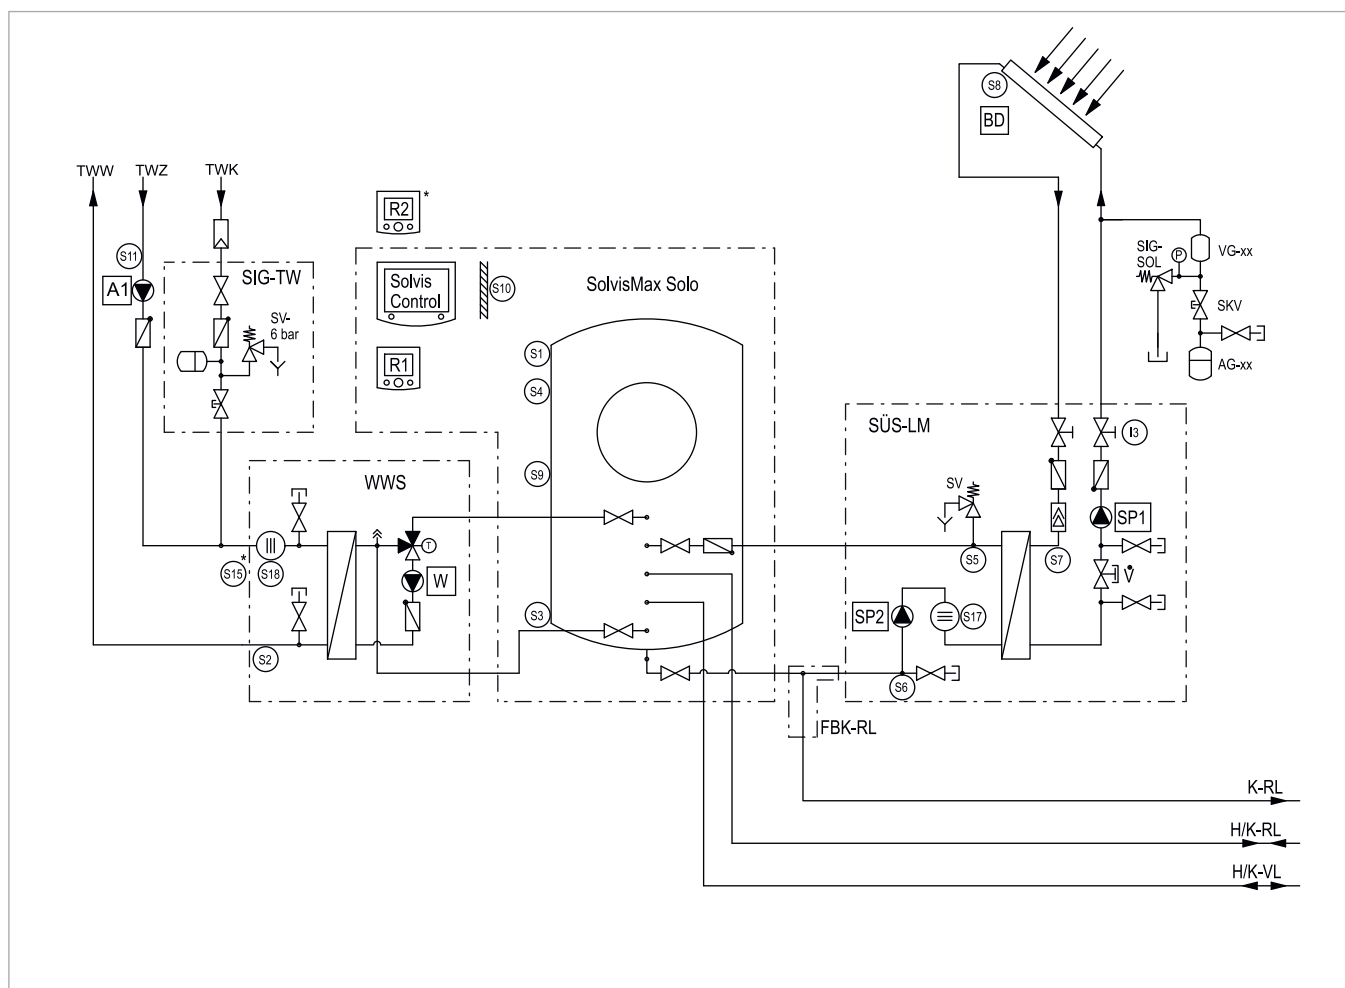 S8
BD
TWW
TWZ
TWK
R2
*
S11
SIG-TW
Solvis
Control
S10
SolvisMax Solo
SIG-
SOL
P
VG-xx
A1
SV-
6 bar
SKV
R1
S1
AG-xx
S4
SÜS-LM
I3
WWS
S9
SV
SP1
T
*
S15
S18
W
S5
S7
V̇
S3
SP2
S17
S2
S6
FBK-RL
K-RL
H/K-RL
H/K-VL